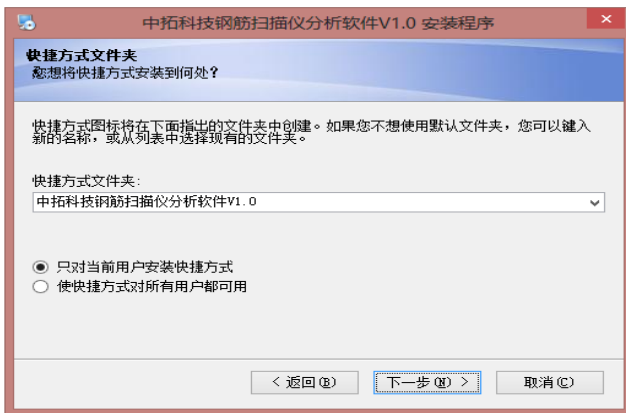 中拓科技钢筋扫描仪分析软件V1.0 安装程序
快捷方式文件夹
您想将快捷方式安装到何处?
快捷方式图标将在下面指出的文件夹中创建。如果您不想使用默认文件夹，您可以键入
新的名称，或从列表中选择现有的文件夹。
快捷方式文件夹:
中拓科技钢筋扫描仪分析软件V1.0
只对当前用户安装快捷方式
使快捷方式对所有用户都可用
< 返回(B)
下一步(N) >
取消(C)